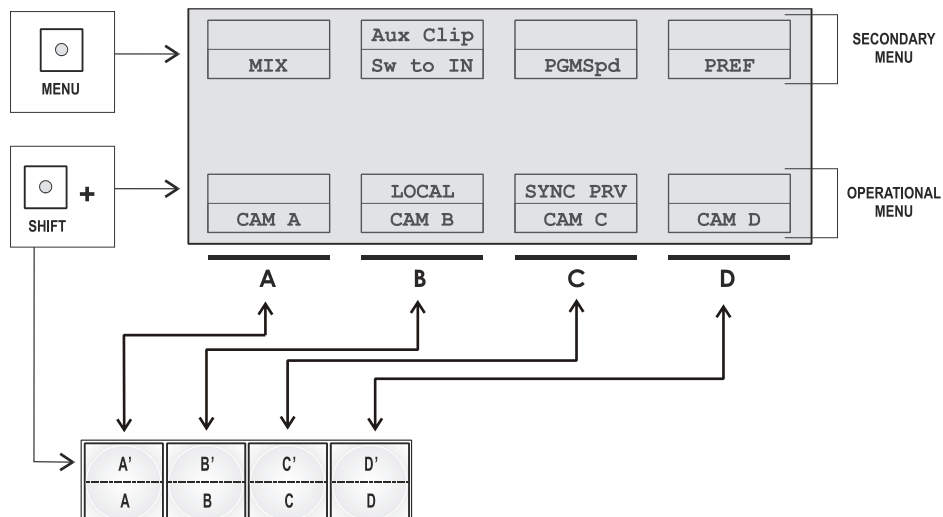 MENU
Aux Clip
MIX Sw to IN PGMSpd PREF
SECONDARY
MENU
SHIFT
+
LOCAL SYNC PRV
CAM A CAM B CAM C CAM D
OPERATIONAL
MENU
A B C D
A' B' C' D'
A B C D